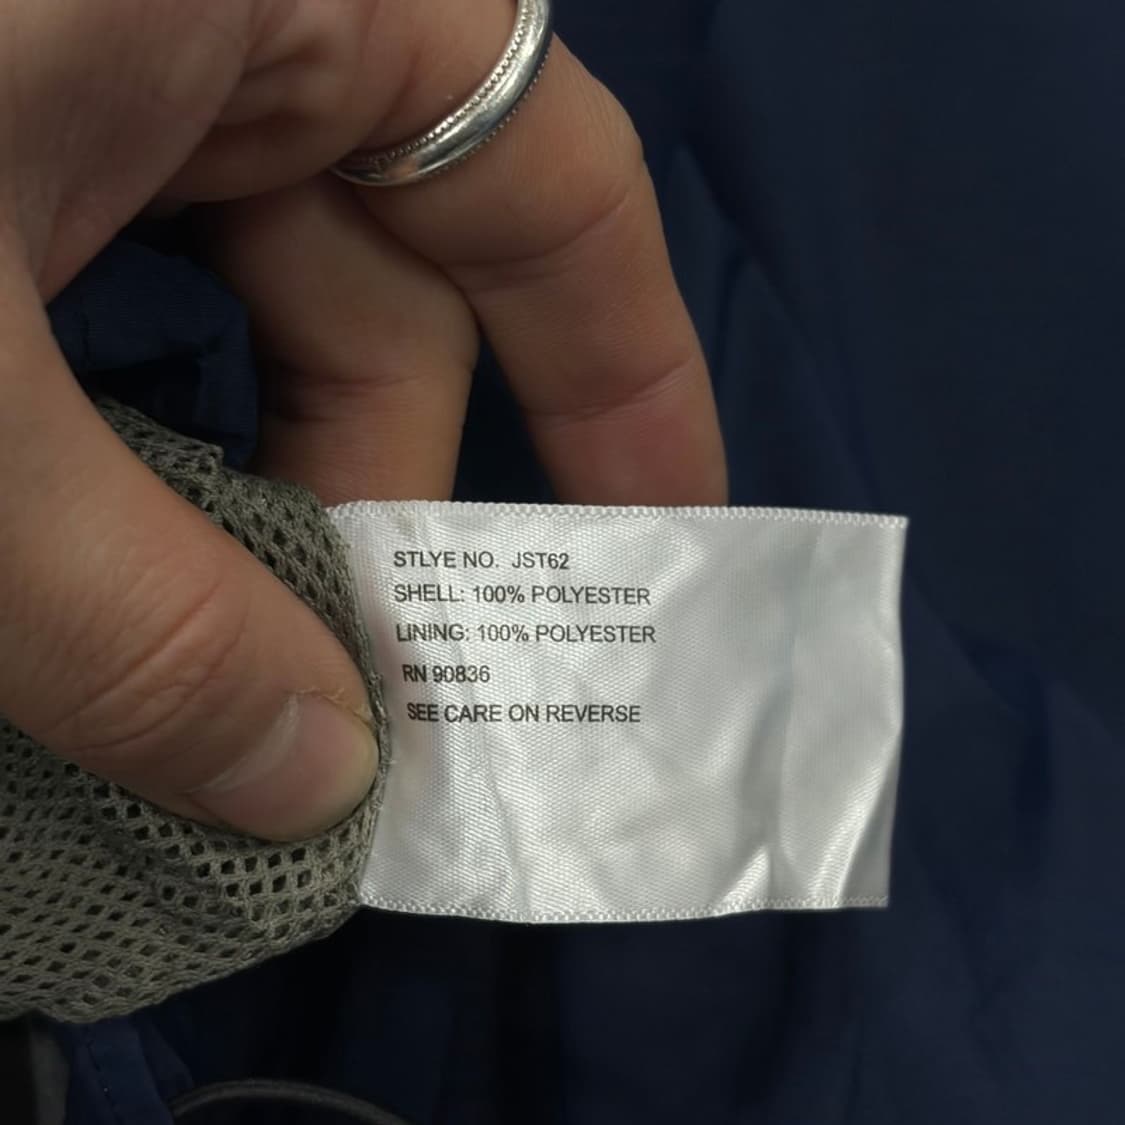 STLYE NO. JST62
SHELL: 100% POLYESTER
LINING: 100% POLYESTER
RN 90836
SEE CARE ON REVERSE